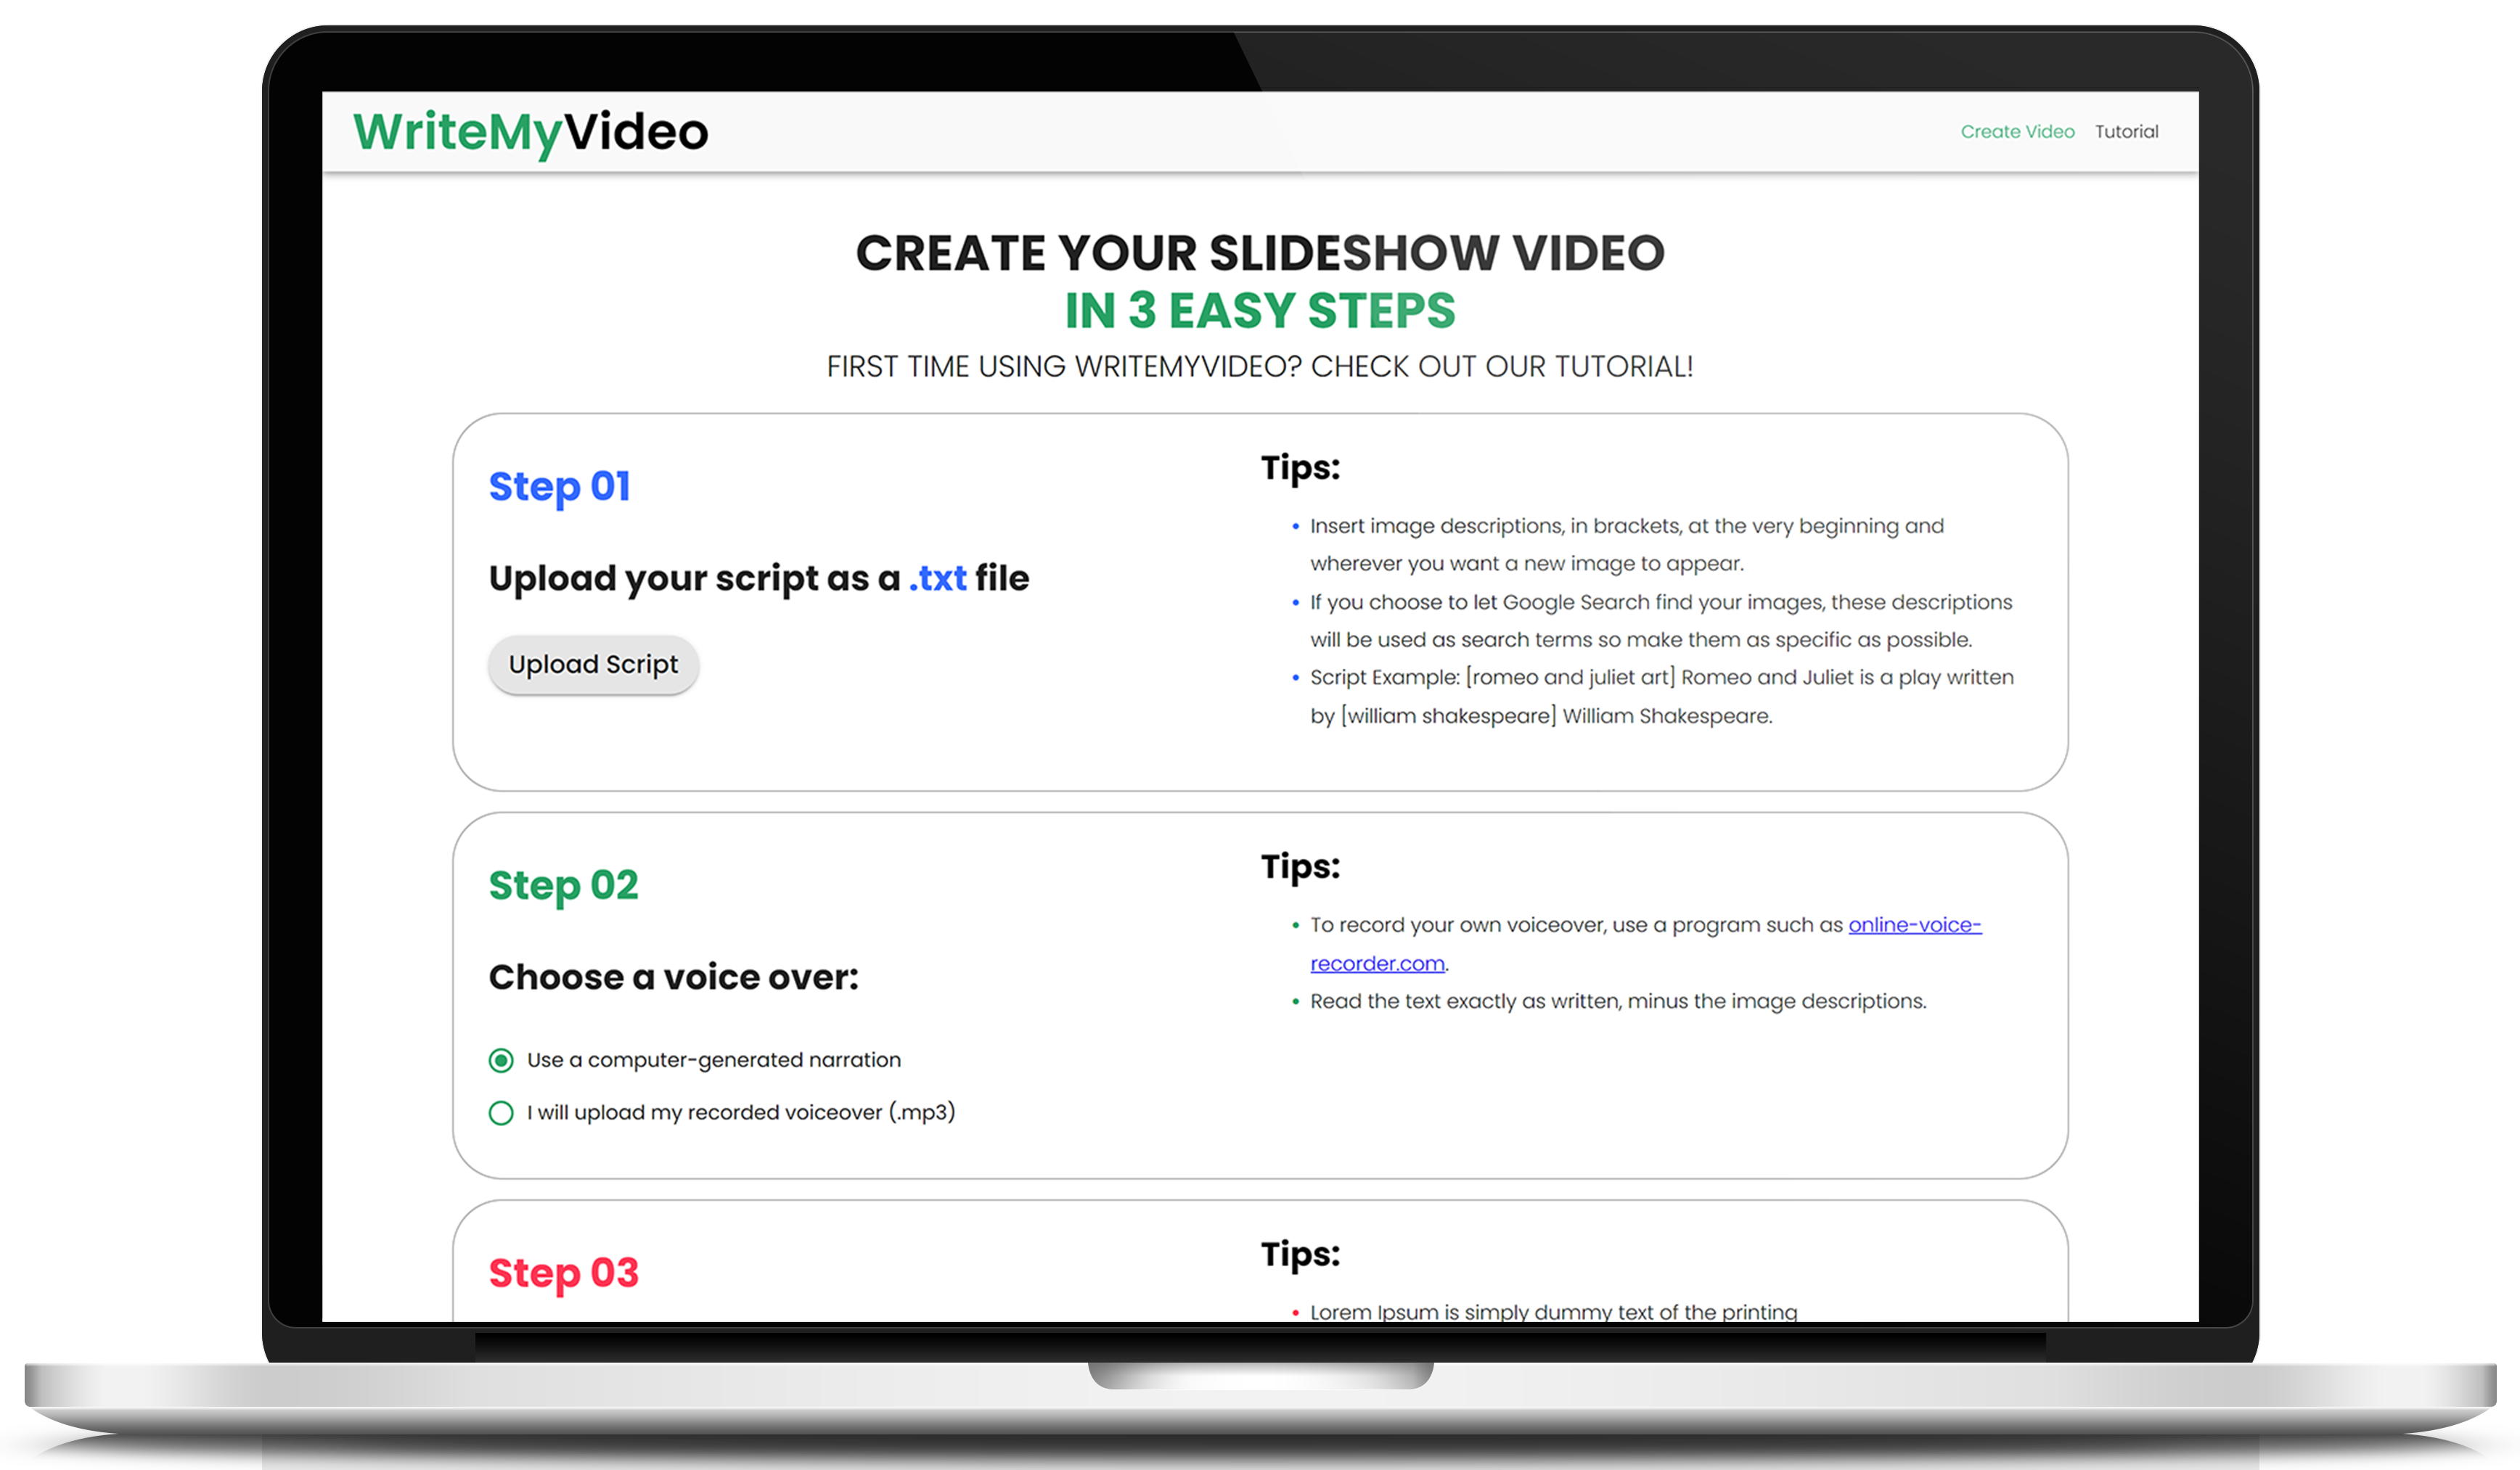 WriteMyVideo
Create Video Tutorial
CREATE YOUR SLIDESHOW VIDEO
IN 3 EASY STEPS
FIRST TIME USING WRITEMYVIDEO? CHECK OUT OUR TUTORIAL!
Step 01
Upload your script as a .txt file
Upload Script
Tips:
• Insert image descriptions, in brackets, at the very beginning and
wherever you want a new image to appear.
• If you choose to let Google Search find your images, these descriptions
will be used as search terms so make them as specific as possible.
• Script Example: [romeo and juliet art] Romeo and Juliet is a play written
by [william shakespeare] William Shakespeare.
Step 02
Choose a voice over:
Use a computer-generated narration
I will upload my recorded voiceover (.mp3)
Tips:
• To record your own voiceover, use a program such as online-voice-
recorder.com.
• Read the text exactly as written, minus the image descriptions.
Step 03
Tips:
• Lorem Ipsum is simply dummy text of the printing